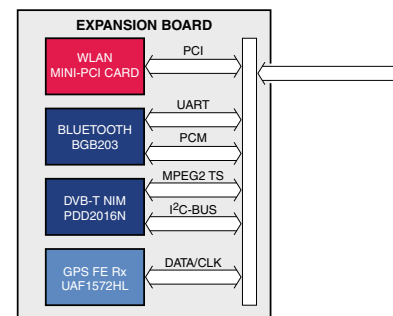 EXPANSION BOARD
WLAN
MINI-PCI CARD
PCI
BLUETOOTH
BGB203
UART
PCM
DVB-T NIM
PDD2016N
MPEG2 TS
I²C-BUS
GPS FE Rx
UAF1572HL
DATA/CLK